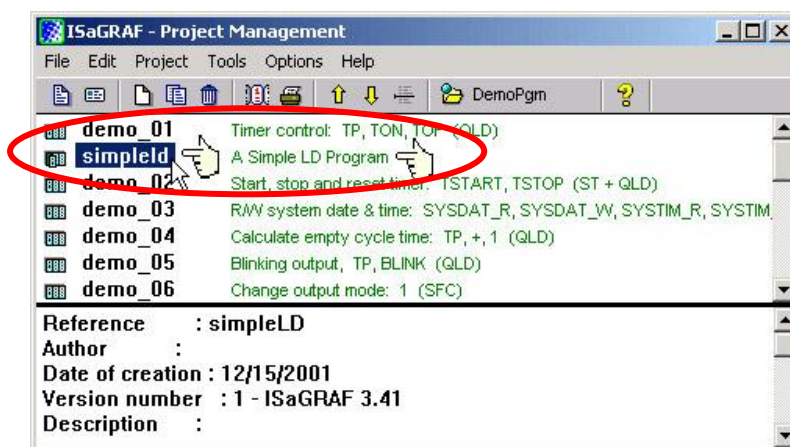 ISaGRAF - Project Management
File Edit Project Tools Options Help
DemoPgm
demo_01 Timer control: TP, TON, TOF (QLD)
simpleld A Simple LD Program
demo_02 Start, stop and reset timer: TSTART, TSTOP (ST + QLD)
demo_03 R/W system date & time: SYSDAT_R, SYSDAT_W, SYSTIM_R, SYSTIM_
demo_04 Calculate empty cycle time: TP, +, 1 (QLD)
demo_05 Blinking output, TP, BLINK (QLD)
demo_06 Change output mode: 1 (SFC)
Reference : simpleLD
Author :
Date of creation : 12/15/2001
Version number : 1 - ISaGRAF 3.41
Description :